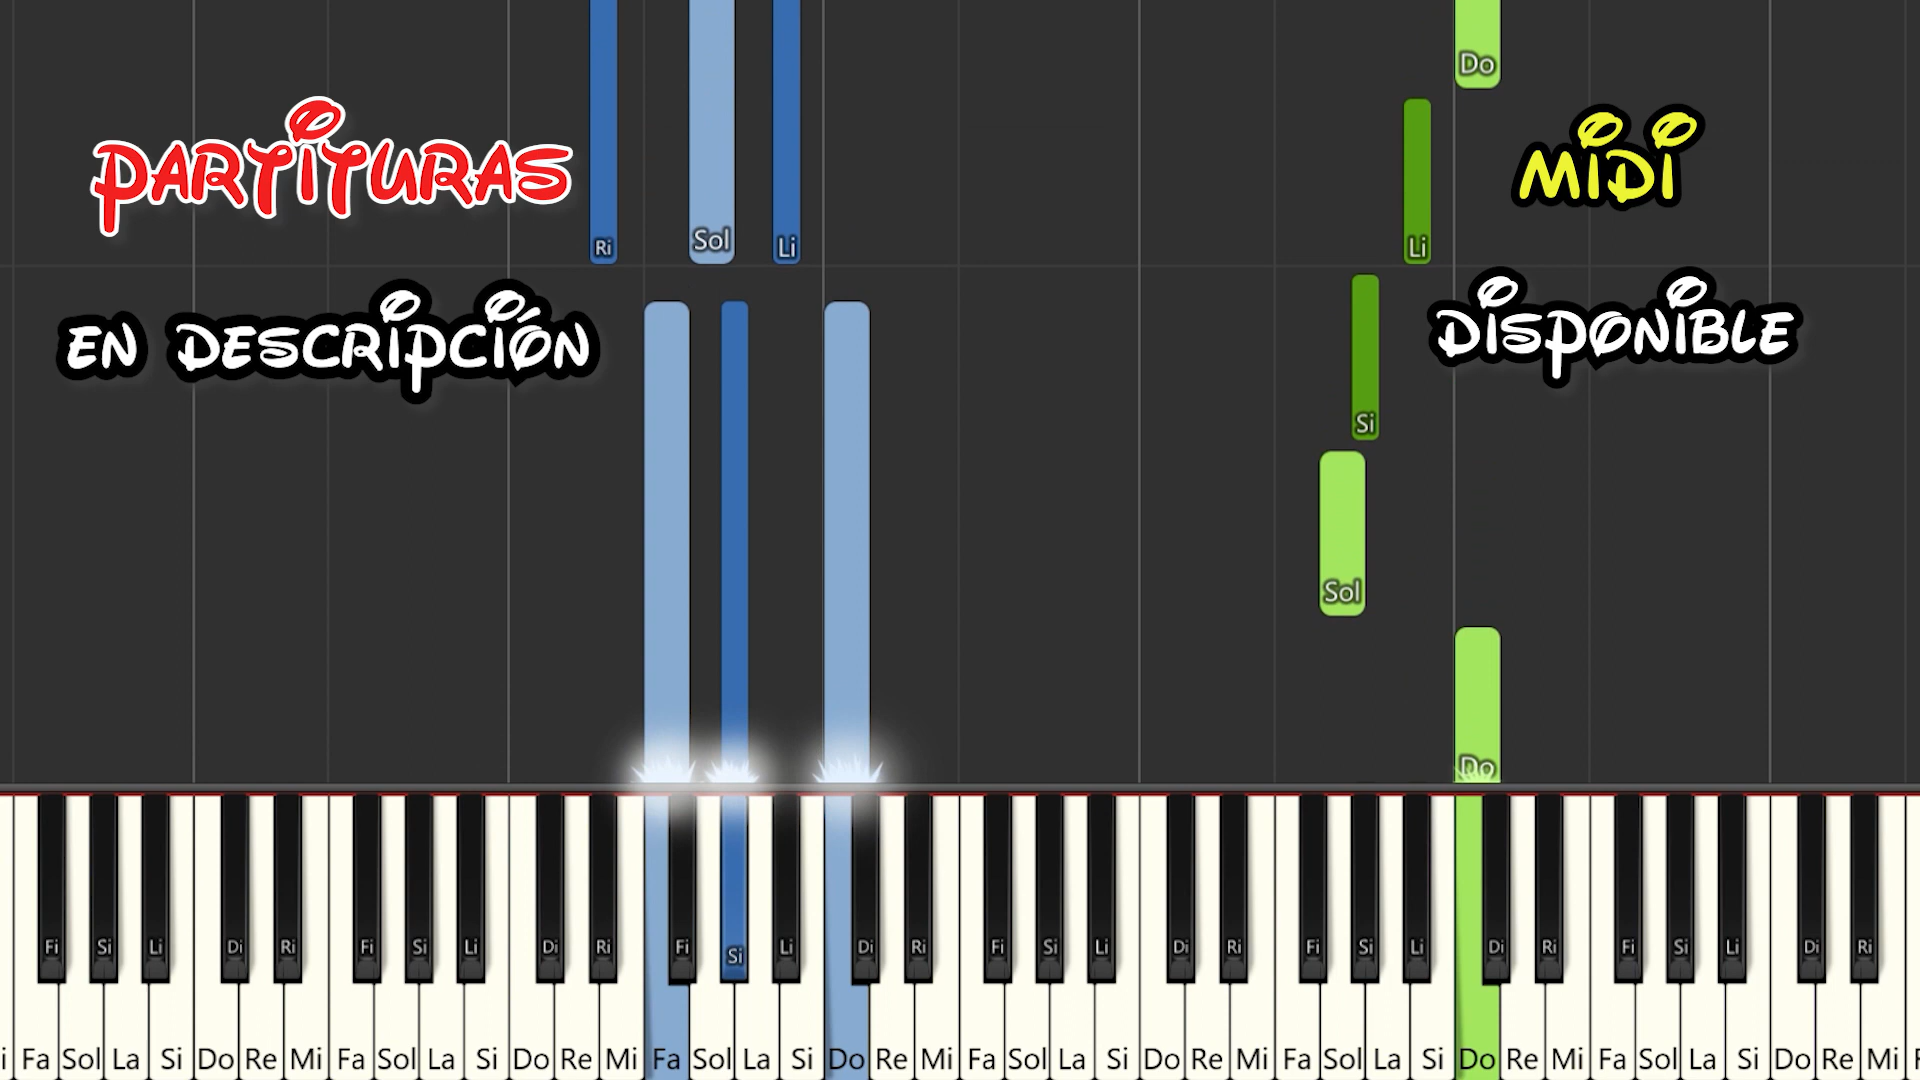 Do
PARTITURAS
MIDI
Ri Sol Li Li
EN DESCRIPCIÓN
DISPONIBLE
Si
Sol
Do
Fi Si Li Di Ri Fi Si Li Di Ri Fi Si Li Di Ri Fi Si Li Di Ri Fi Si Li Di Ri Fi Si Li Di Ri
Fa Sol La Si Do Re Mi Fa Sol La Si Do Re Mi Fa Sol La Si Do Re Mi Fa Sol La Si Do Re Mi Fa Sol La Si Do Re Mi Fa Sol La Si Do Re Mi